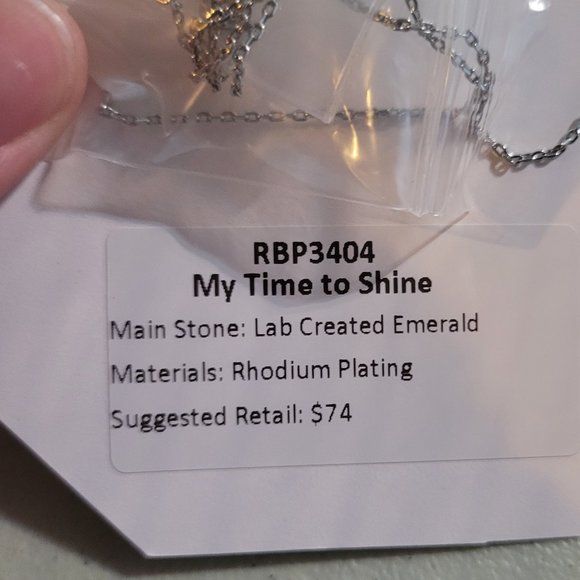 RBP3404
My Time to Shine
Main Stone: Lab Created Emerald
Materials: Rhodium Plating
Suggested Retail: $74